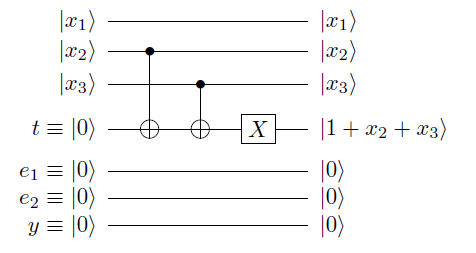 |x₁⟩ |x₁⟩
|x₂⟩ |x₂⟩
|x₃⟩ |x₃⟩
t ≡ |0⟩ X |1 + x₂ + x₃⟩
e₁ ≡ |0⟩ |0⟩
e₂ ≡ |0⟩ |0⟩
y ≡ |0⟩ |0⟩